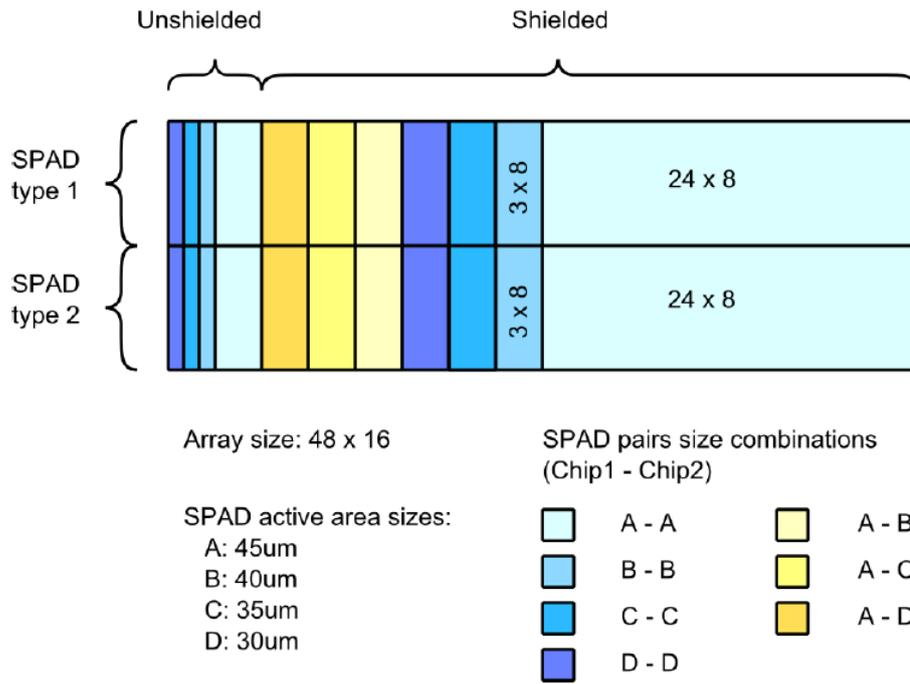 Unshielded
Shielded
SPAD
type 1
3 x 8
24 x 8
SPAD
type 2
3 x 8
24 x 8
Array size: 48 x 16
SPAD active area sizes:
A: 45um
B: 40um
C: 35um
D: 30um
SPAD pairs size combinations
(Chip1 - Chip2)
A - A
B - B
C - C
D - D
A - B
A - C
A - D